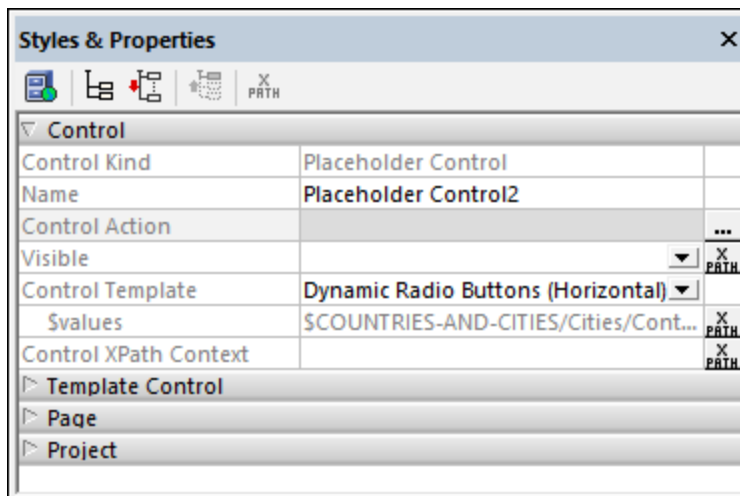 Styles & Properties
X PATH
Control
Control Kind Placeholder Control
Name Placeholder Control2
Control Action ...
Visible X PATH
Control Template Dynamic Radio Buttons (Horizontal)
$values $COUNTRIES-AND-CITIES/Cities/Cont... X PATH
Control XPath Context X PATH
Template Control
Page
Project